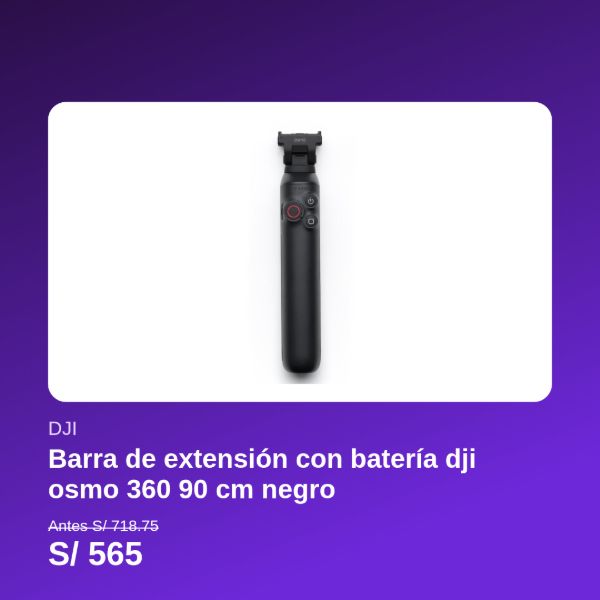 DJI
Barra de extensión con batería dji
osmo 360 90 cm negro
Antes S/ 718.75
S/ 565